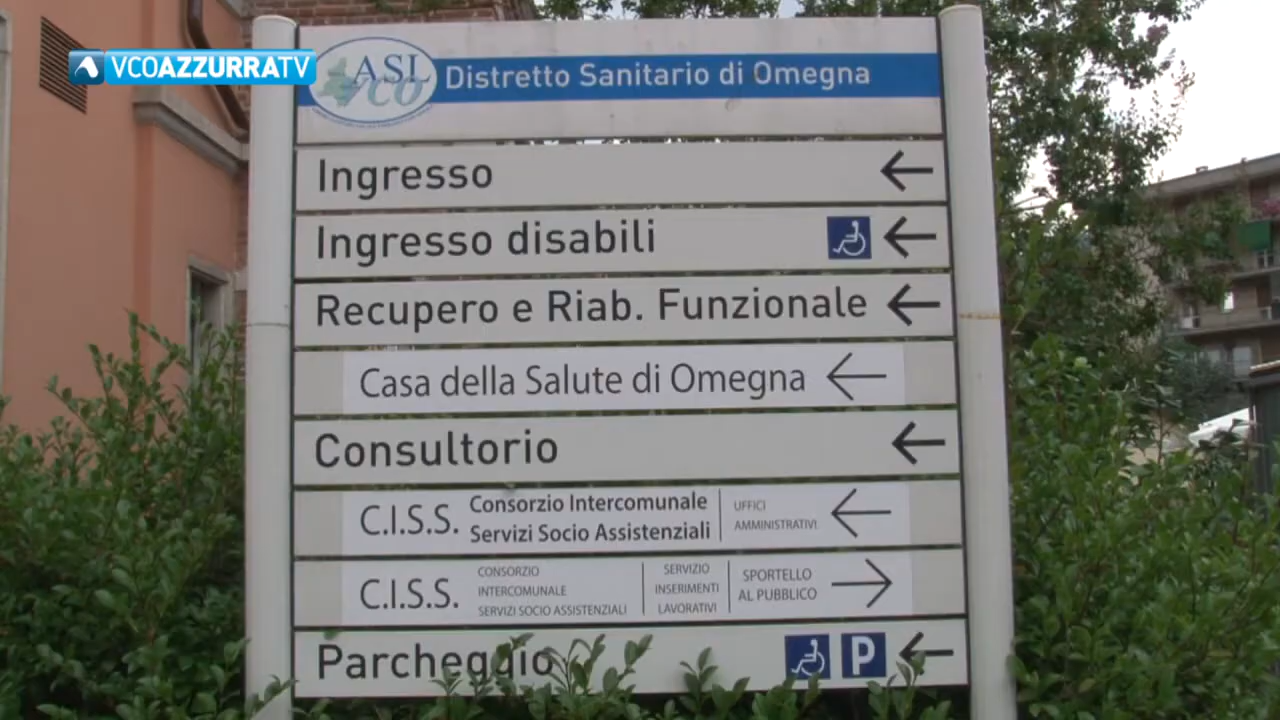 VCOAZZURRATV
ASL VCO
Distretto Sanitario di Omegna
Ingresso
Ingresso disabili
Recupero e Riab. Funzionale
Casa della Salute di Omegna
Consultorio
C.I.S.S. Consorzio Intercomunale Servizi Socio Assistenziali UFFICI AMMINISTRATIVI
C.I.S.S. CONSORZIO INTERCOMUNALE SERVIZI SOCIO ASSISTENZIALI SERVIZIO INSERIMENTI LAVORATIVI SPORTELLO AL PUBBLICO
Parcheggio P